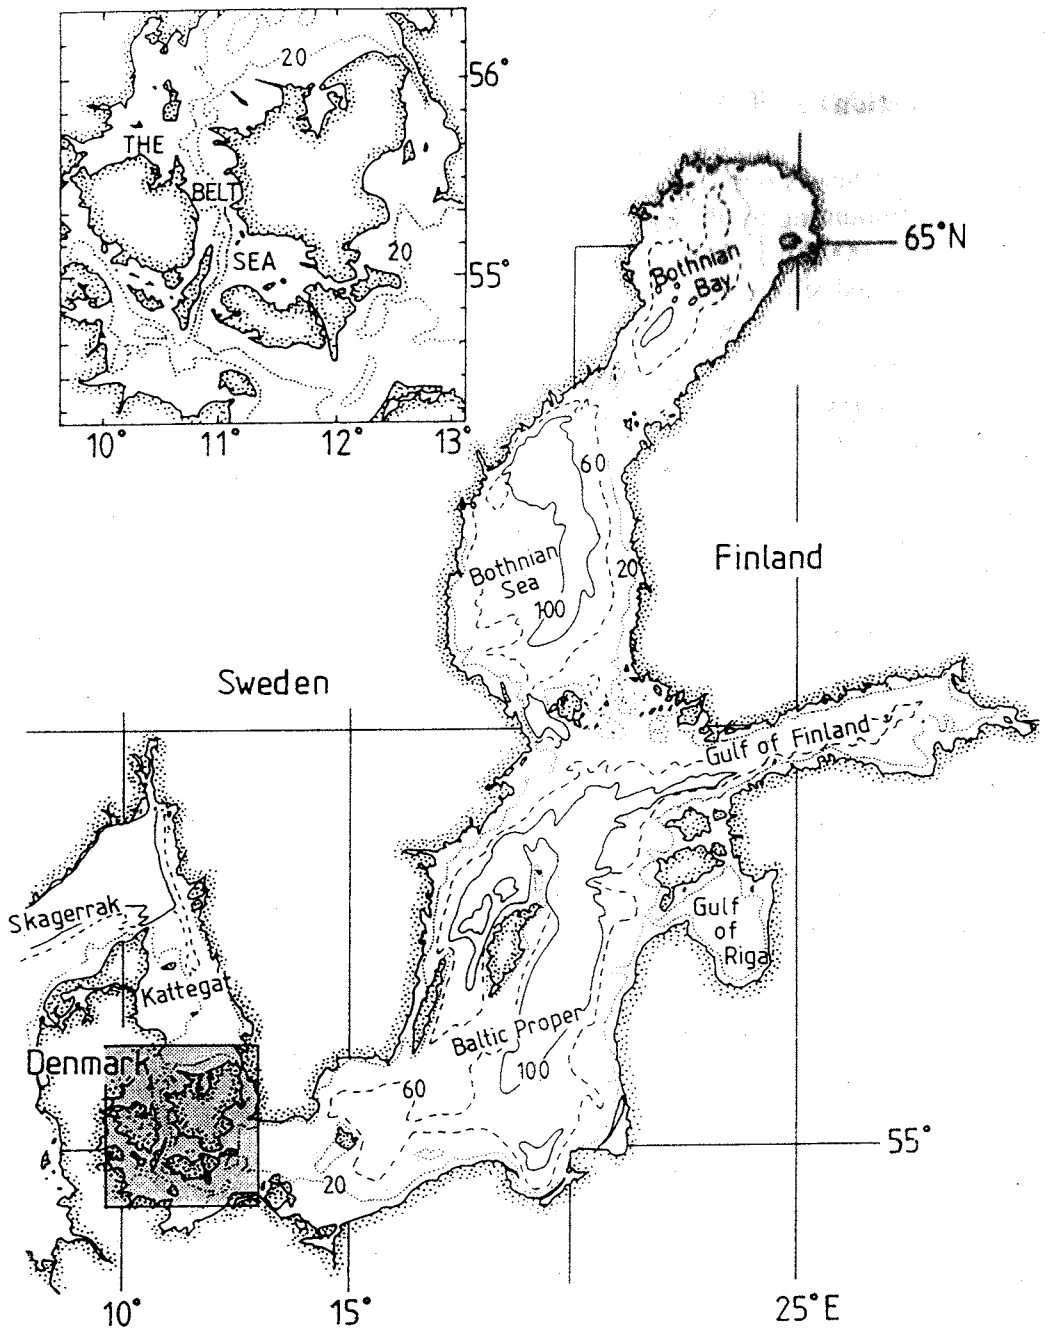 20
56°
THE
BELT
SEA
20
55°
10°
11°
12°
13°
65°N
Bothnian
Bay
60
Bothnian
Sea
100
20
Finland
Sweden
Gulf of Finland
Skagerrak
Kattegat
Gulf
of
Riga
Baltic Proper
Denmark
60
100
20
55°
10°
15°
25°E